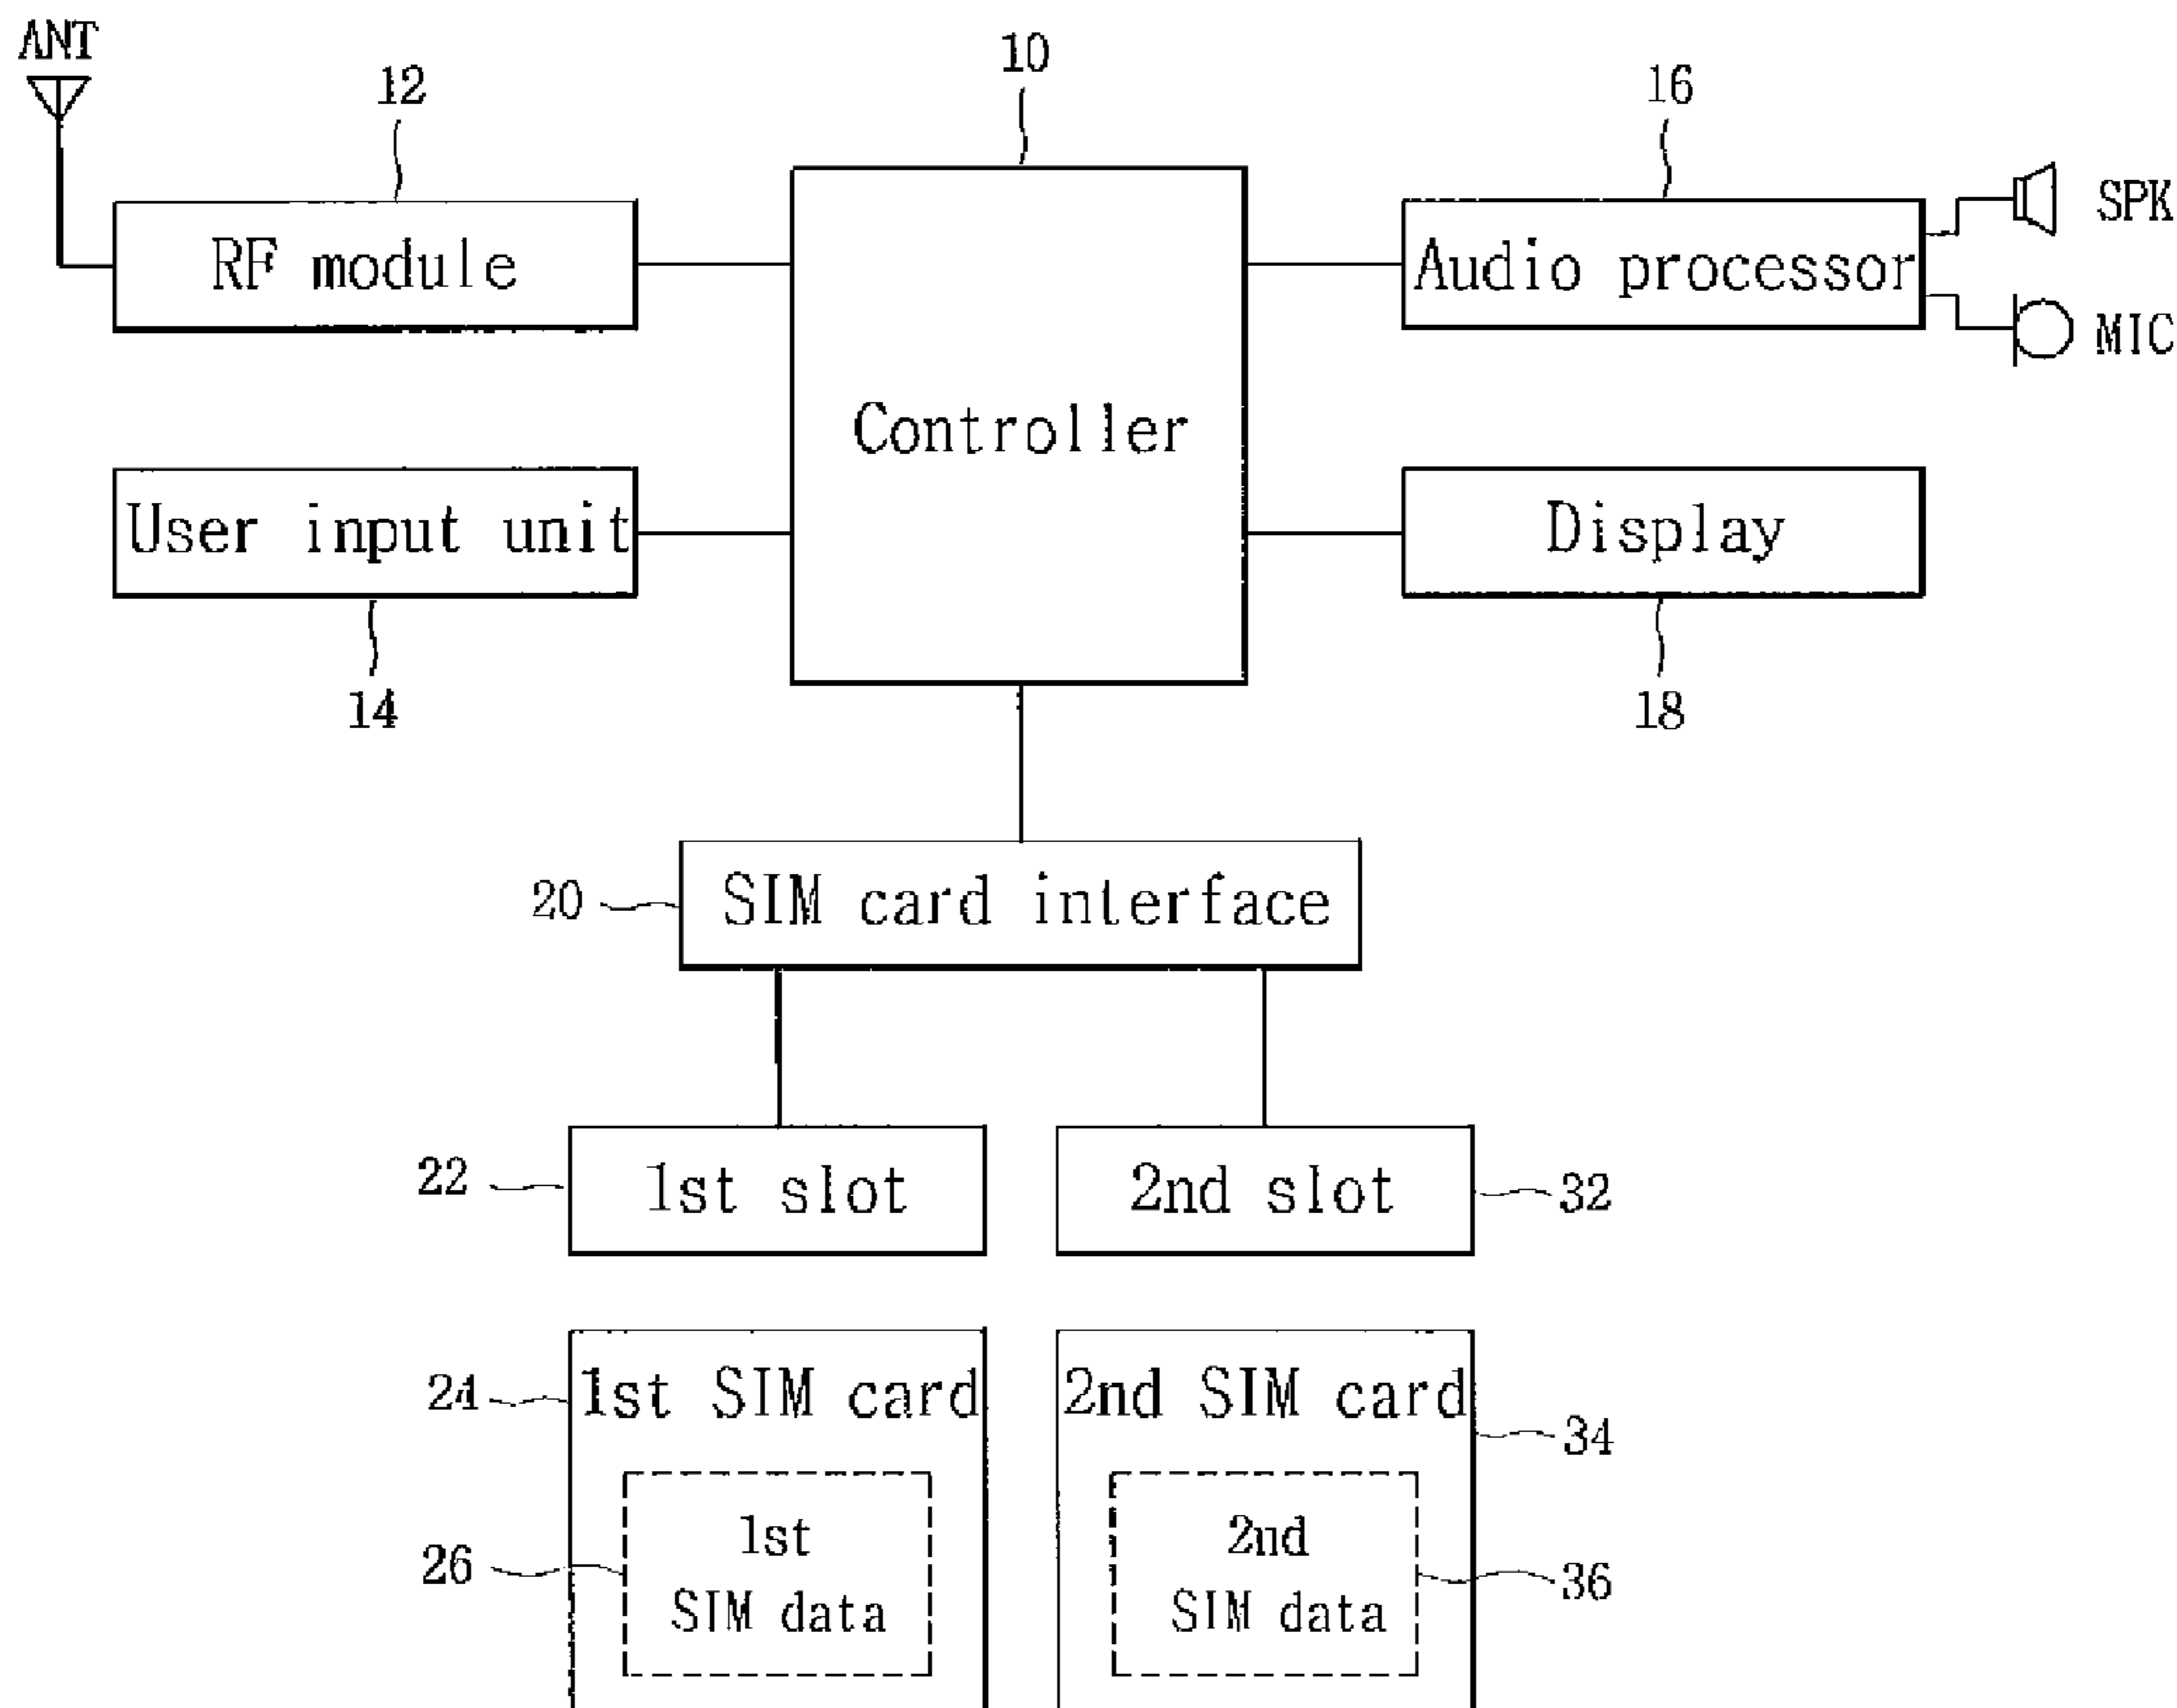 ANT
10
12
16
SPK
RF module
Audio processor
MIC
Controller
User input unit
Display
14
18
20
SIM card interface
22
1st slot
2nd slot
32
24
1st SIM card
2nd SIM card
34
26
1st
SIM data
2nd
SIM data
36